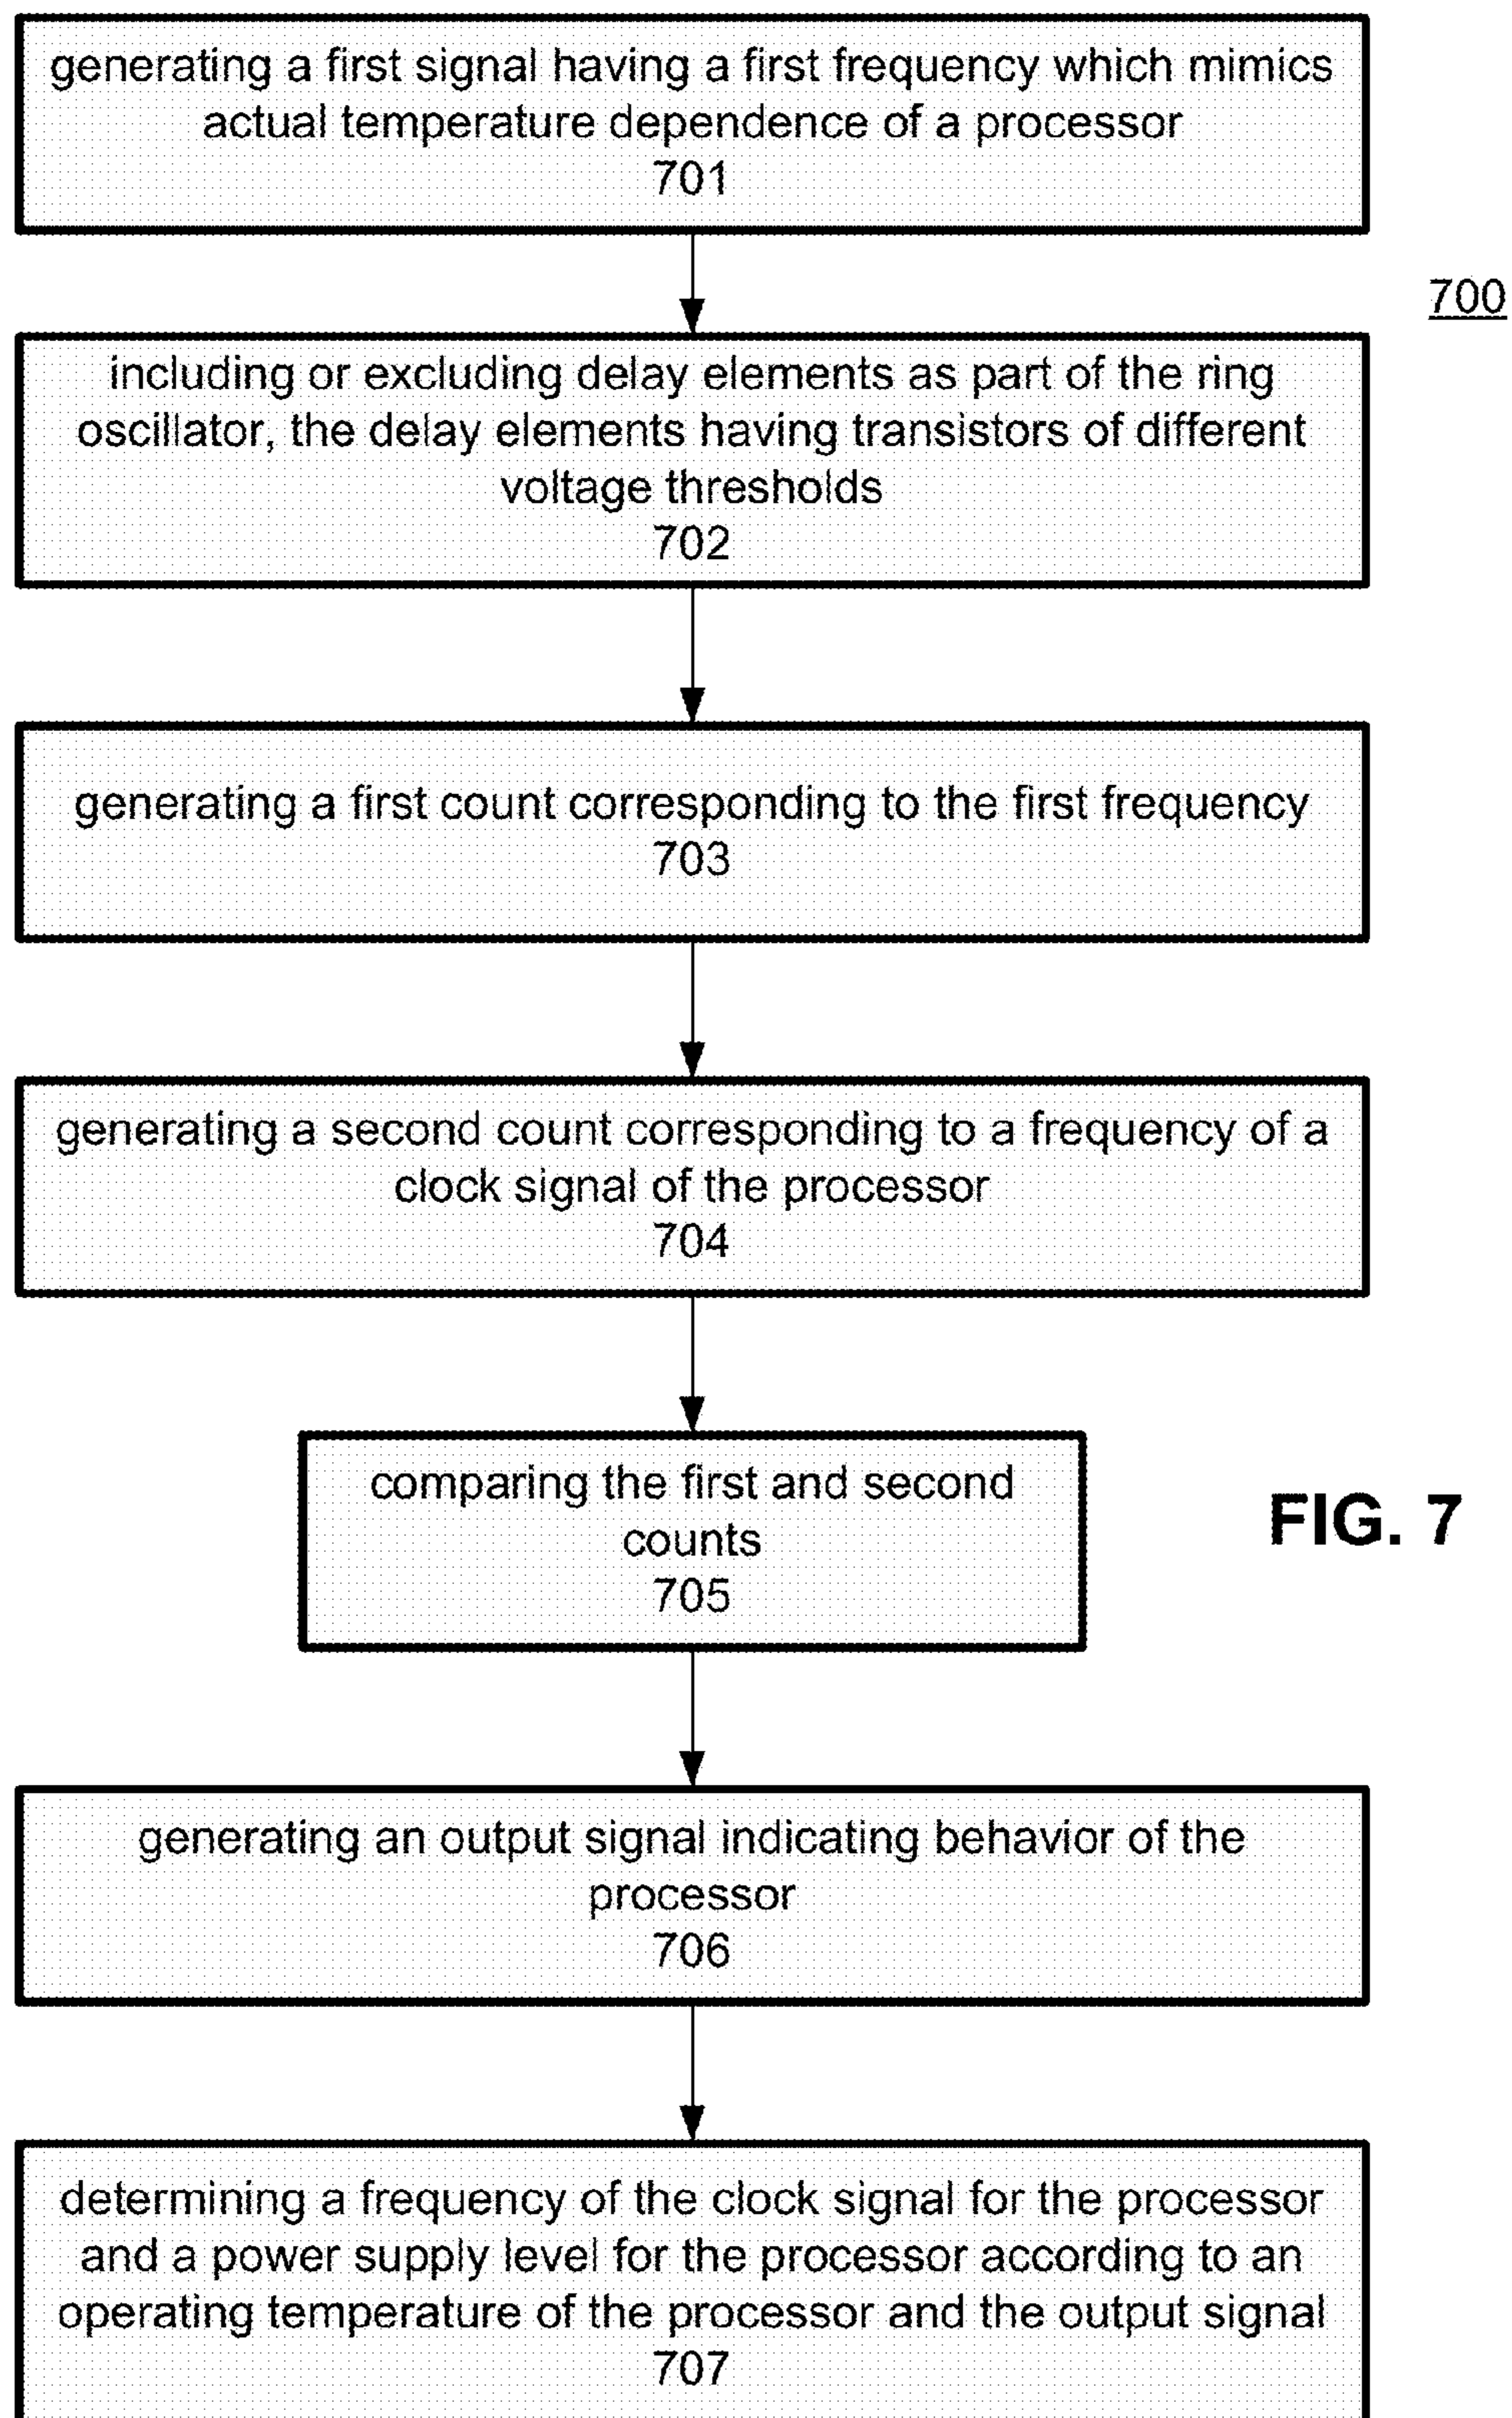 generating a first signal having a first frequency which mimics
actual temperature dependence of a processor
701
700
including or excluding delay elements as part of the ring
oscillator, the delay elements having transistors of different
voltage thresholds
702
generating a first count corresponding to the first frequency
703
generating a second count corresponding to a frequency of a
clock signal of the processor
704
comparing the first and second
counts
705
FIG. 7
generating an output signal indicating behavior of the
processor
706
determining a frequency of the clock signal for the processor
and a power supply level for the processor according to an
operating temperature of the processor and the output signal
707